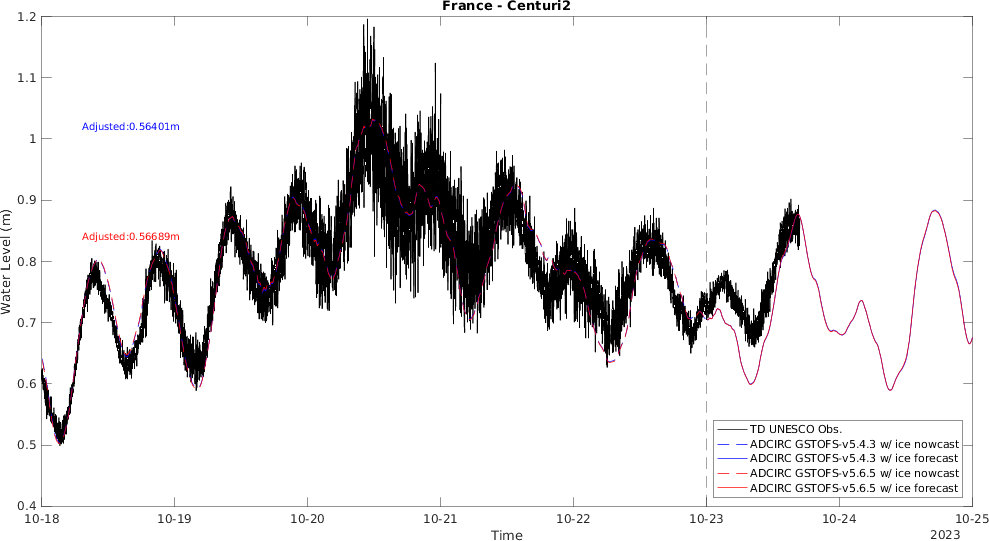 France - Centuri2
1.2
1.1
1
0.9
0.8
0.7
0.6
0.5
0.4
Water Level (m)
Adjusted:0.56401m
Adjusted:0.56689m
TD UNESCO Obs.
ADCIRC GSTOFS-v5.4.3 w/ ice nowcast
ADCIRC GSTOFS-v5.4.3 w/ ice forecast
ADCIRC GSTOFS-v5.6.5 w/ ice nowcast
ADCIRC GSTOFS-v5.6.5 w/ ice forecast
10-18 10-19 10-20 10-21 10-22 10-23 10-24 10-25
Time
2023